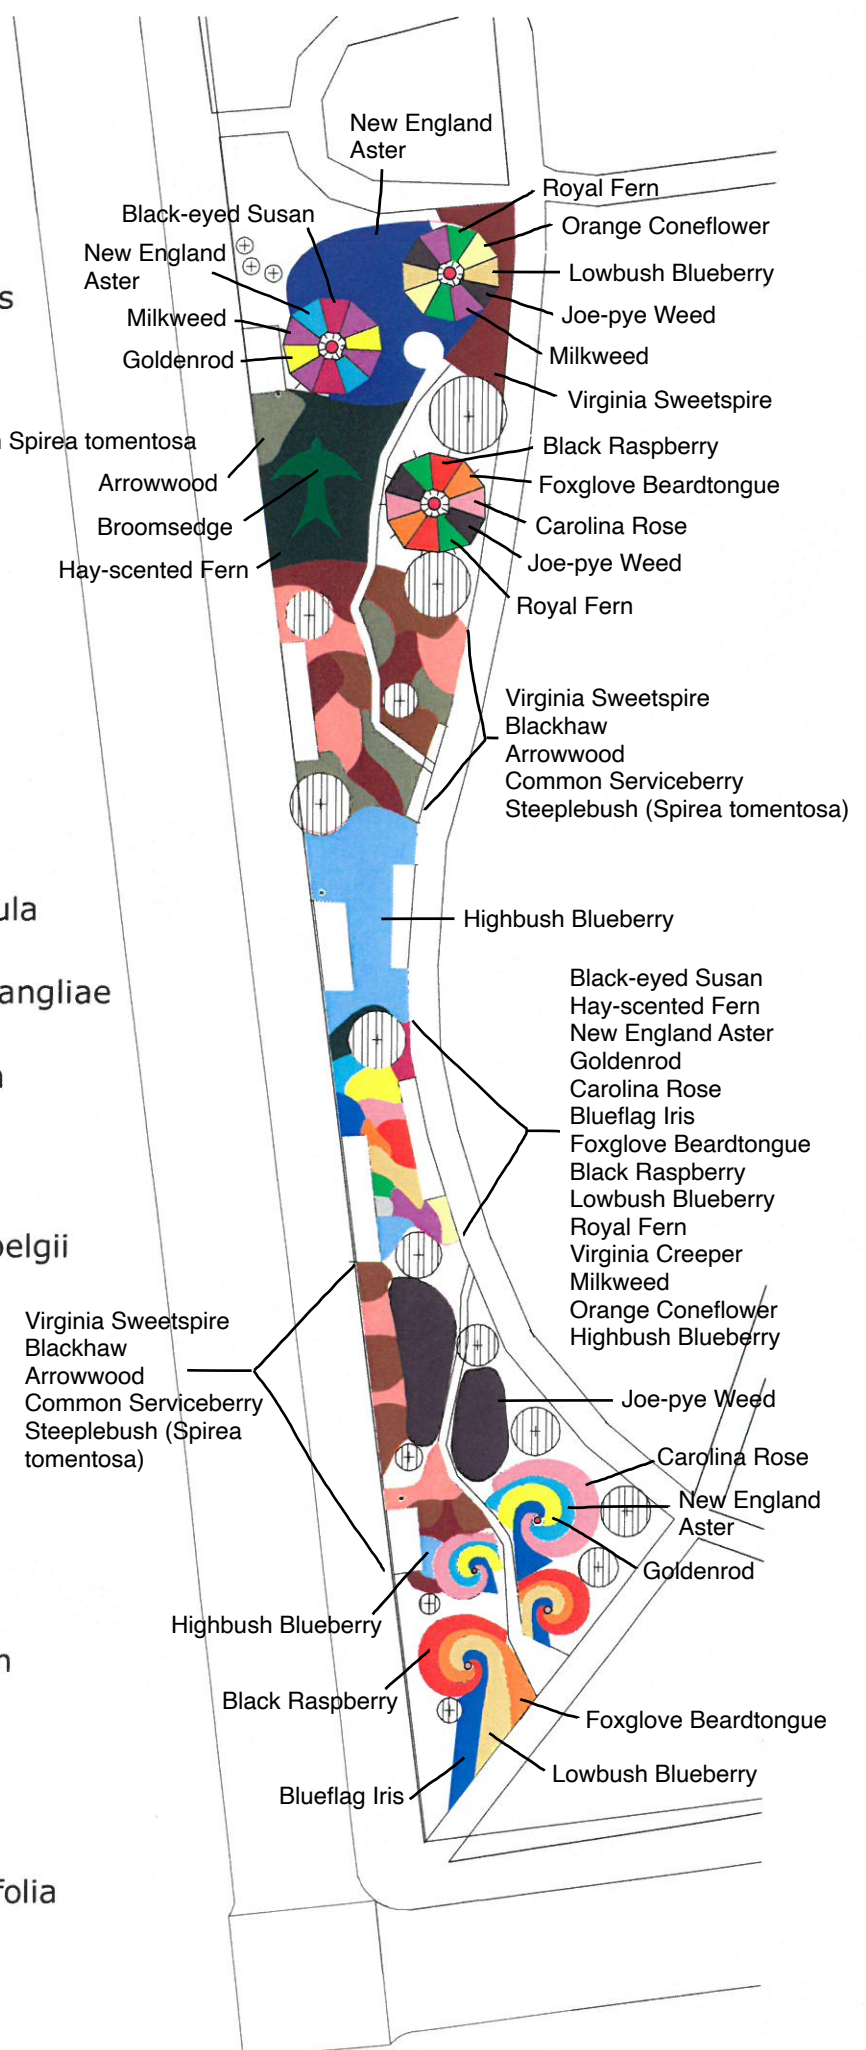 New England
Aster
Royal Fern
Black-eyed Susan
Orange Coneflower
New England
Aster
Lowbush Blueberry
s
Milkweed
Joe-pye Weed
Goldenrod
Milkweed
Virginia Sweetspire
Spirea tomentosa
Black Raspberry
Arrowwood
Foxglove Beardtongue
Broomsedge
Carolina Rose
Hay-scented Fern
Joe-pye Weed
Royal Fern
Virginia Sweetspire
Blackhaw
Arrowwood
Common Serviceberry
Steeplebush (Spirea tomentosa)
ula
Highbush Blueberry
angliae
Black-eyed Susan
Hay-scented Fern
New England Aster
Goldenrod
Carolina Rose
Blueflag Iris
Foxglove Beardtongue
Black Raspberry
Lowbush Blueberry
Royal Fern
Virginia Creeper
Milkweed
Orange Coneflower
Highbush Blueberry
elgii
Virginia Sweetspire
Blackhaw
Arrowwood
Common Serviceberry
Steeplebush (Spirea
tomentosa)
Joe-pye Weed
Carolina Rose
New England
Aster
Goldenrod
Highbush Blueberry
Black Raspberry
Foxglove Beardtongue
Lowbush Blueberry
Blueflag Iris
folia